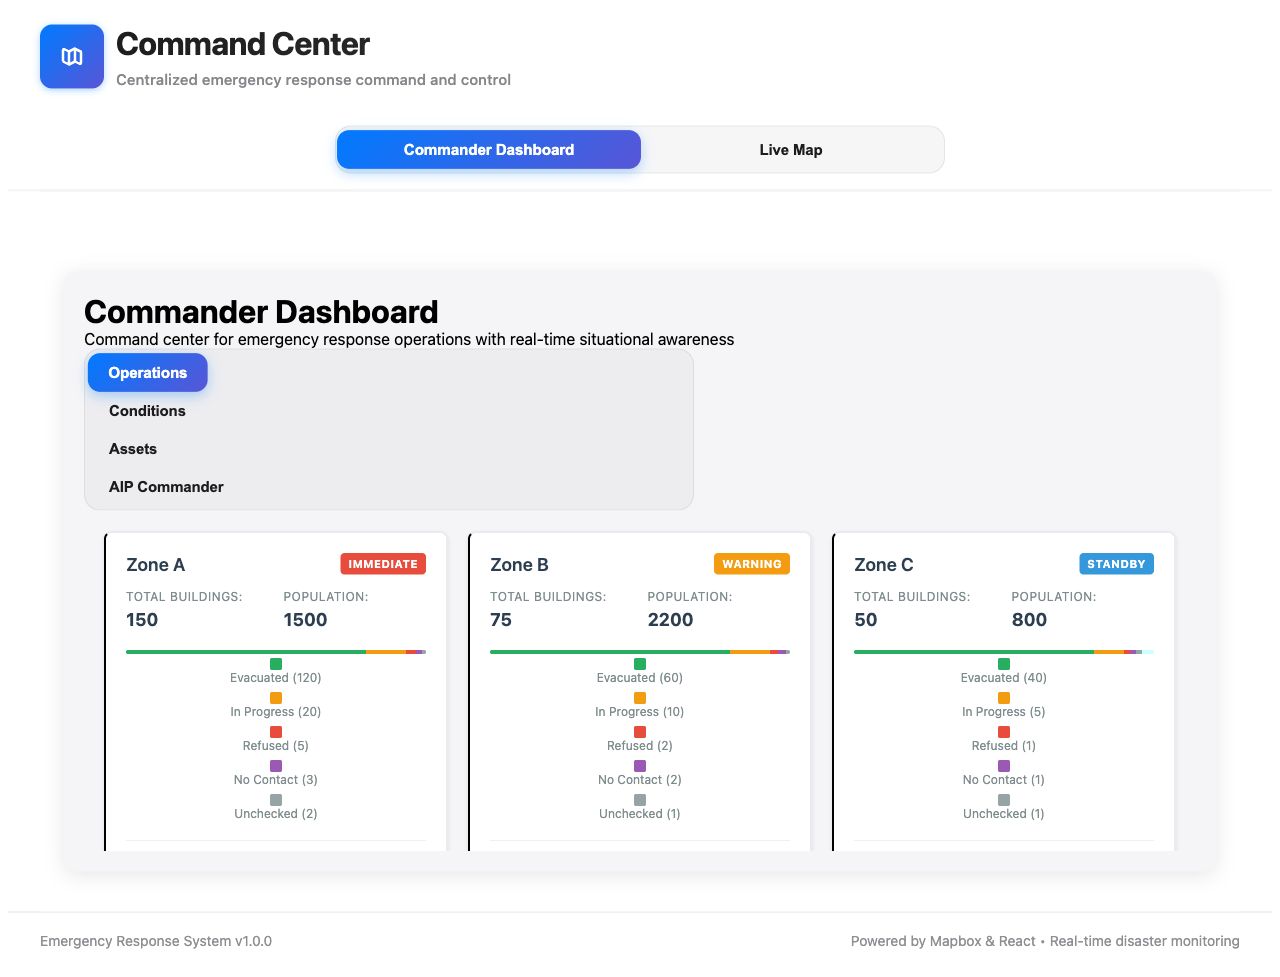 Command Center
Centralized emergency response command and control
Commander Dashboard
Live Map
Commander Dashboard
Command center for emergency response operations with real-time situational awareness
Operations
Conditions
Assets
AIP Commander
Zone A
IMMEDIATE
TOTAL BUILDINGS:
POPULATION:
150
1500
Evacuated (120)
In Progress (20)
Refused (5)
No Contact (3)
Unchecked (2)
Zone B
WARNING
TOTAL BUILDINGS:
POPULATION:
75
2200
Evacuated (60)
In Progress (10)
Refused (2)
No Contact (2)
Unchecked (1)
Zone C
STANDBY
TOTAL BUILDINGS:
POPULATION:
50
800
Evacuated (40)
In Progress (5)
Refused (1)
No Contact (1)
Unchecked (1)
Emergency Response System v1.0.0
Powered by Mapbox & React • Real-time disaster monitoring